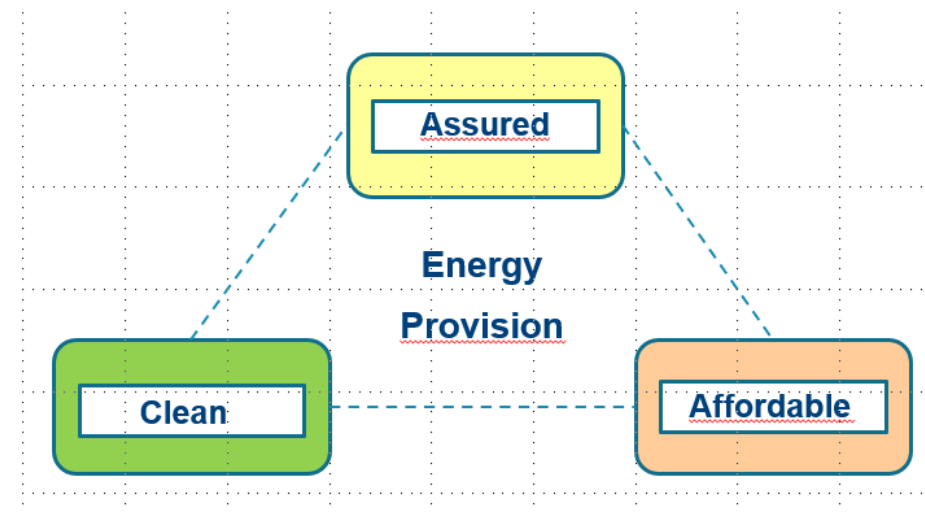 Assured
Energy
Provision
Clean
Affordable